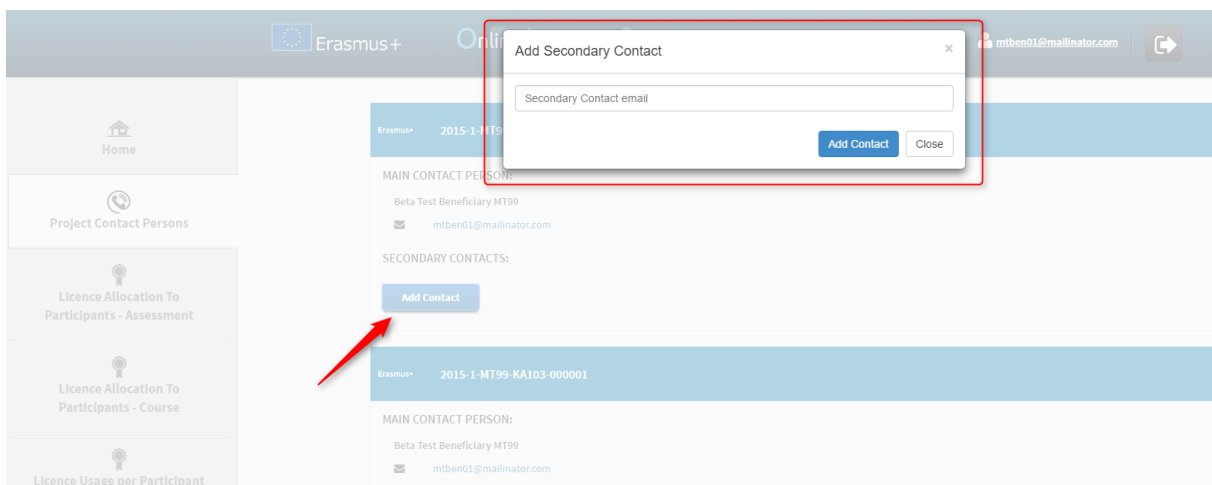 Erasmus+
Onli
mtben01@mailinator.com
Add Secondary Contact
×
Secondary Contact email
Add Contact
Close
Home
Project Contact Persons
Licence Allocation To
Participants - Assessment
Licence Allocation To
Participants - Course
Licence Usage per Participant
Erasmus+ 2015-1-MT9
MAIN CONTACT PERSON:
Beta Test Beneficiary MT99
mtben01@mailinator.com
SECONDARY CONTACTS:
Add Contact
Erasmus+ 2015-1-MT99-KA103-000001
MAIN CONTACT PERSON:
Beta Test Beneficiary MT99
mtben01@mailinator.com